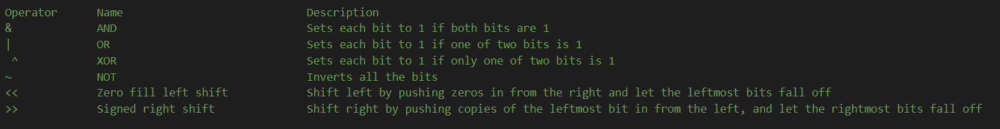 Operator Name Description
& AND Sets each bit to 1 if both bits are 1
| OR Sets each bit to 1 if one of two bits is 1
^ XOR Sets each bit to 1 if only one of two bits is 1
~ NOT Inverts all the bits
<< Zero fill left shift Shift left by pushing zeros in from the right and let the leftmost bits fall off
>> Signed right shift Shift right by pushing copies of the leftmost bit in from the left, and let the rightmost bits fall off